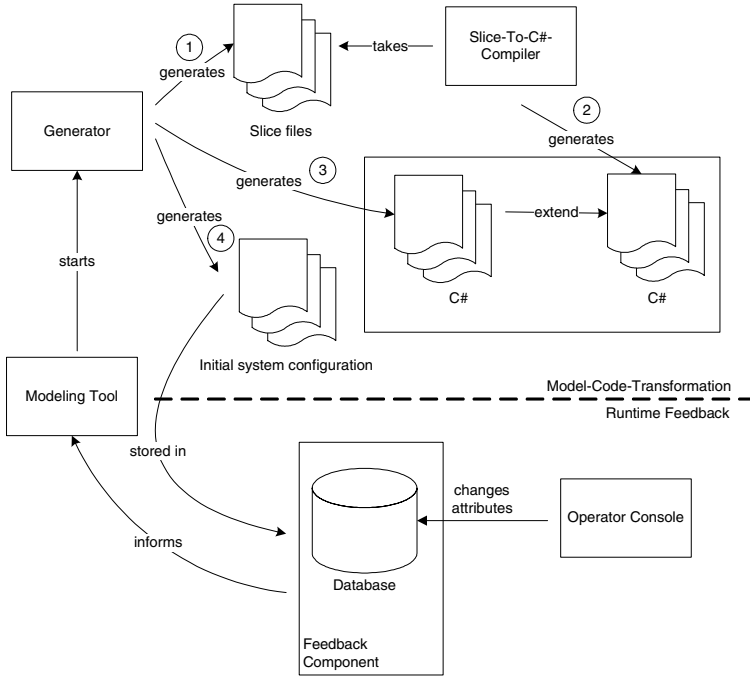 1
generates
Slice files
takes
Slice-To-C#-
Compiler
2
generates
Generator
generates
3
generates
4
C#
extend
C#
starts
Initial system configuration
Modeling Tool
Model-Code-Transformation
Runtime Feedback
stored in
informs
Database
changes
attributes
Operator Console
Feedback
Component